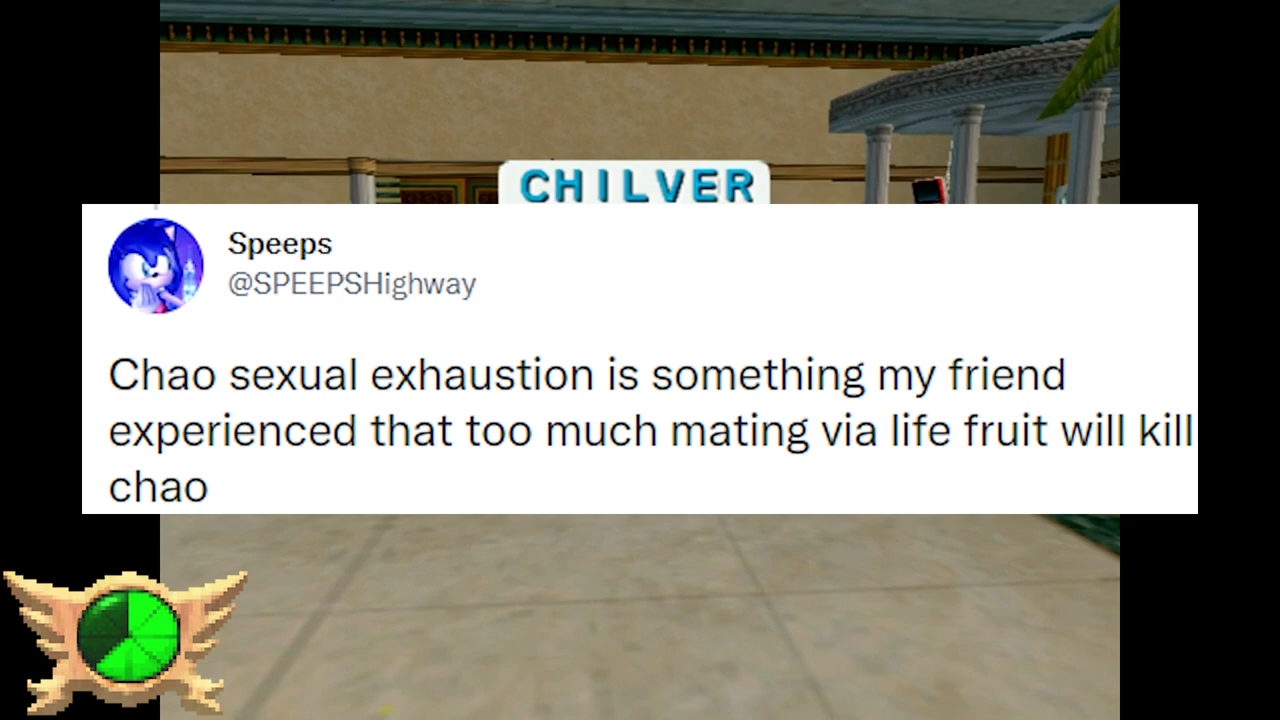 CHILVER
Speeps
@SPEEPSHighway
Chao sexual exhaustion is something my friend
experienced that too much mating via life fruit will kill
chao